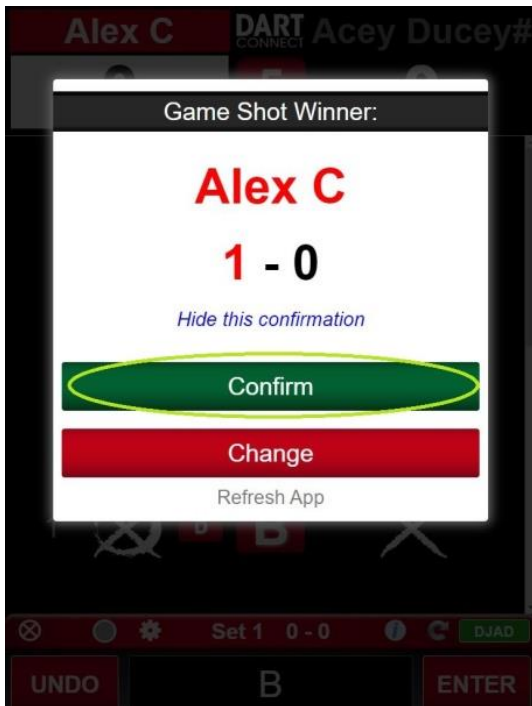 Alex C DART CONNECT Acey Ducey#
Game Shot Winner:
Alex C
1 - 0
Hide this confirmation
Confirm
Change
Refresh App
B
Set 1 0 - 0 DJAD
UNDO B ENTER